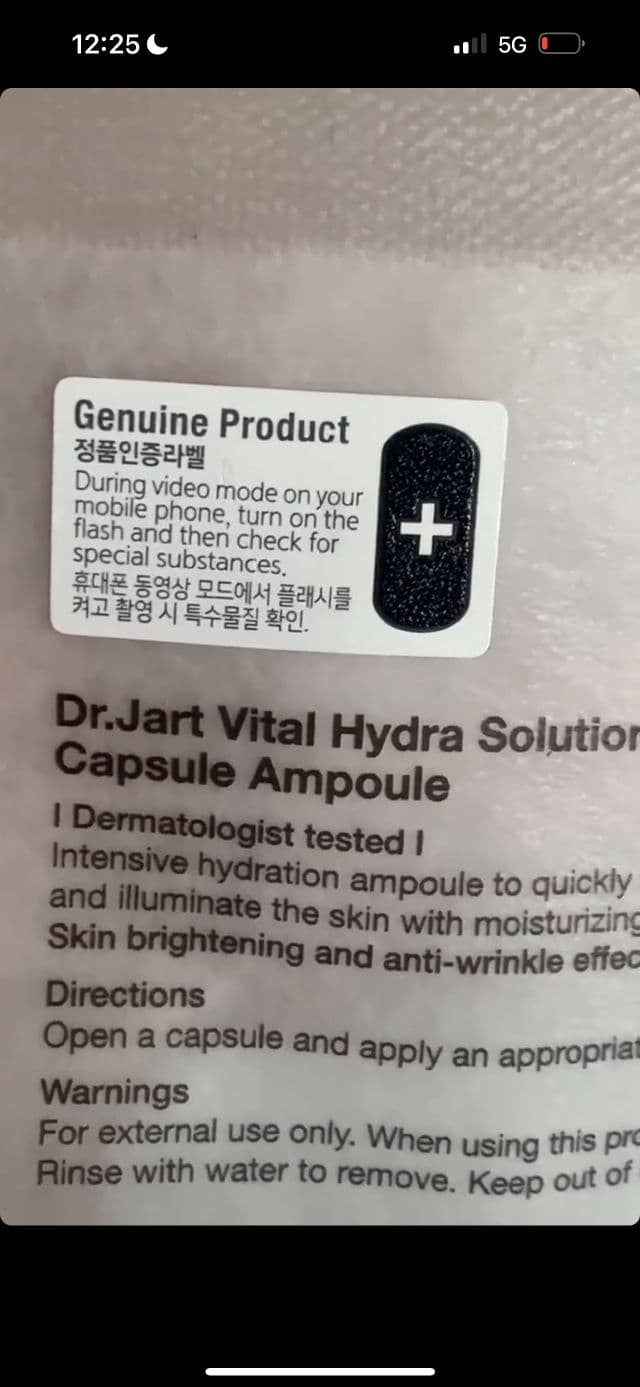 12:25
5G
Genuine Product
정품인증라벨
During video mode on your
mobile phone, turn on the
flash and then check for
special substances.
휴대폰 동영상 모드에서 플래시를
켜고 촬영 시 특수물질 확인.
Dr.Jart Vital Hydra Solution
Capsule Ampoule
I Dermatologist tested I
Intensive hydration ampoule to quickly
and illuminate the skin with moisturizing
Skin brightening and anti-wrinkle effec
Directions
Open a capsule and apply an appropriat
Warnings
For external use only. When using this pro
Rinse with water to remove. Keep out of